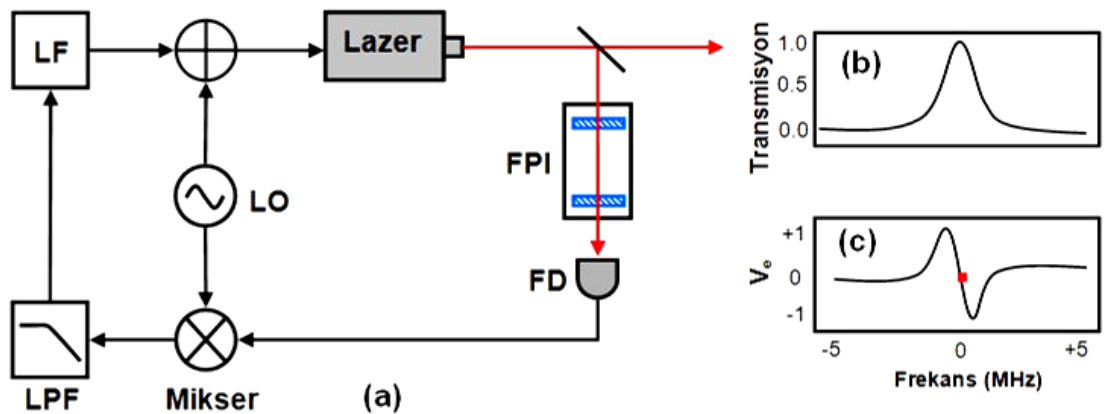 LF
Lazer
FPI
LO
FD
LPF
Mikser
(a)
Transmisyon
1.0
0.5
0.0
(b)
Vₑ
+1
0
-1
(c)
-5
0
+5
Frekans (MHz)